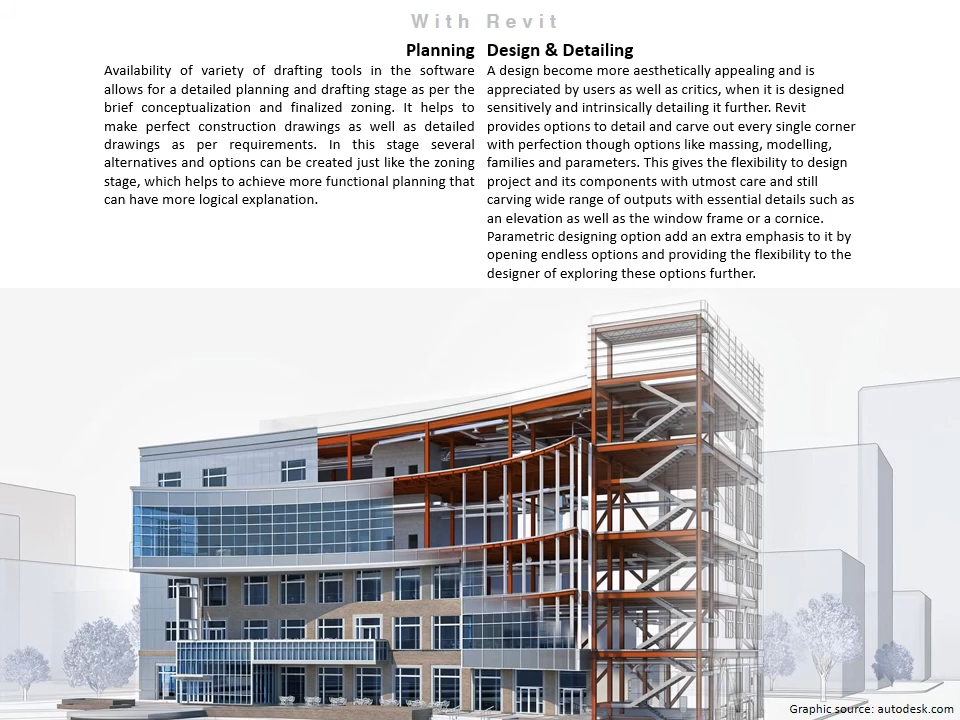 With Revit
Planning
Availability of variety of drafting tools in the software
allows for a detailed planning and drafting stage as per the
brief conceptualization and finalized zoning. It helps to
make perfect construction drawings as well as detailed
drawings as per requirements. In this stage several
alternatives and options can be created just like the zoning
stage, which helps to achieve more functional planning that
can have more logical explanation.
Design & Detailing
A design become more aesthetically appealing and is
appreciated by users as well as critics, when it is designed
sensitively and intrinsically detailing it further. Revit
provides options to detail and carve out every single corner
with perfection though options like massing, modelling,
families and parameters. This gives the flexibility to design
project and its components with utmost care and still
carving wide range of outputs with essential details such as
an elevation as well as the window frame or a cornice.
Parametric designing option add an extra emphasis to it by
opening endless options and providing the flexibility to the
designer of exploring these options further.
Graphic source: autodesk.com